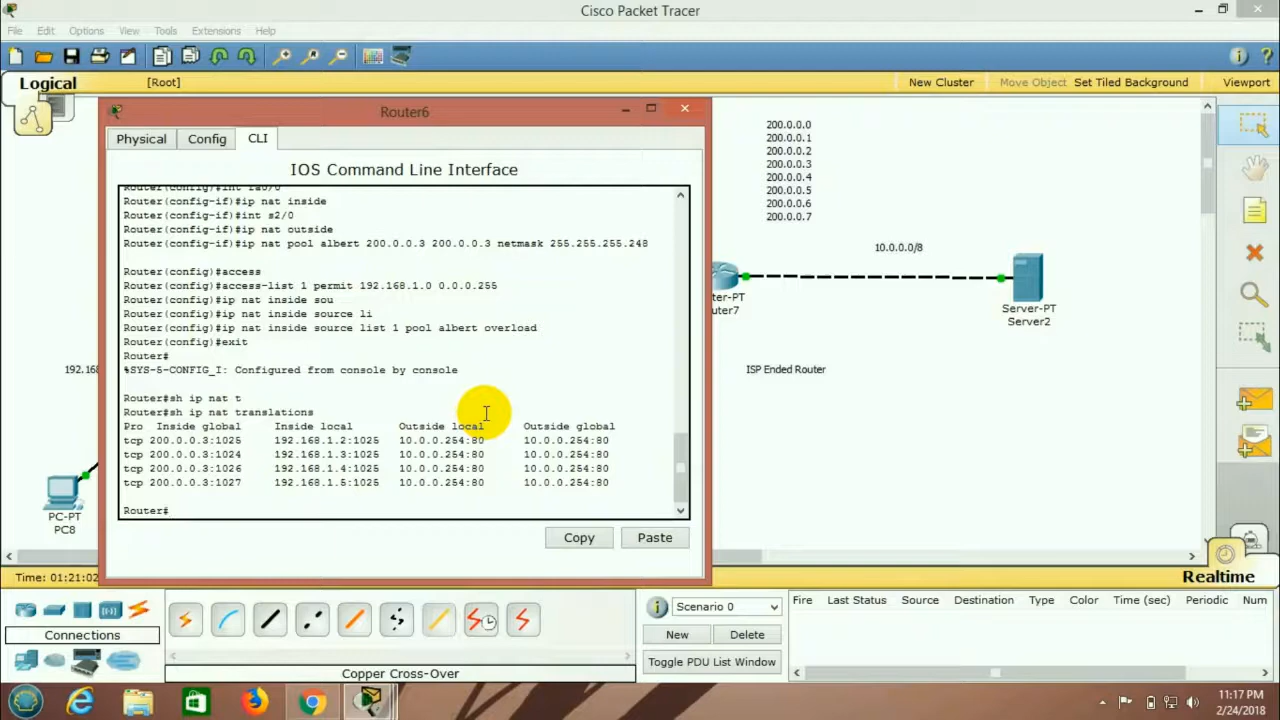 Cisco Packet Tracer
File Edit Options View Tools Extensions Help
Logical [Root] New Cluster Move Object Set Tiled Background Viewport
Router6
Physical Config CLI
IOS Command Line Interface
Router(config)#int fa0/0
Router(config-if)#ip nat inside
Router(config-if)#int s2/0
Router(config-if)#ip nat outside
Router(config-if)#ip nat pool albert 200.0.0.3 200.0.0.3 netmask 255.255.255.248
Router(config)#access
Router(config)#access-list 1 permit 192.168.1.0 0.0.0.255
Router(config)#ip nat inside sou
Router(config)#ip nat inside source li
Router(config)#ip nat inside source list 1 pool albert overload
Router(config)#exit
Router#
%SYS-5-CONFIG_I: Configured from console by console
Router#sh ip nat t
Router#sh ip nat translations
Pro Inside global Inside local Outside local Outside global
tcp 200.0.0.3:1025 192.168.1.2:1025 10.0.0.254:80 10.0.0.254:80
tcp 200.0.0.3:1024 192.168.1.3:1025 10.0.0.254:80 10.0.0.254:80
tcp 200.0.0.3:1026 192.168.1.4:1025 10.0.0.254:80 10.0.0.254:80
tcp 200.0.0.3:1027 192.168.1.5:1025 10.0.0.254:80 10.0.0.254:80
Router#
Copy Paste
200.0.0.0
200.0.0.1
200.0.0.2
200.0.0.3
200.0.0.4
200.0.0.5
200.0.0.6
200.0.0.7
10.0.0.0/8
ter-PT
uter7
Server-PT
Server2
192.16
ISP Ended Router
PC-PT
PC8
Time: 01:21:02
Realtime
Connections
Copper Cross-Over
Scenario 0
New Delete
Toggle PDU List Window
Fire Last Status Source Destination Type Color Time (sec) Periodic Num
11:17 PM
2/24/2018